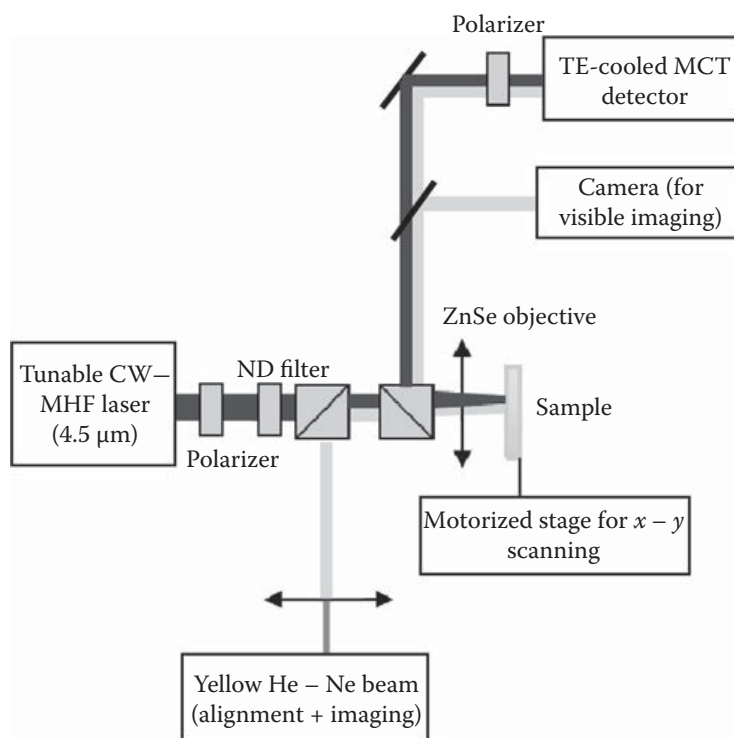 Polarizer
TE-cooled MCT
detector
Camera (for
visible imaging)
ZnSe objective
Tunable CW–
MHF laser
(4.5 µm)
ND filter
Polarizer
Sample
Motorized stage for x – y
scanning
Yellow He – Ne beam
(alignment + imaging)